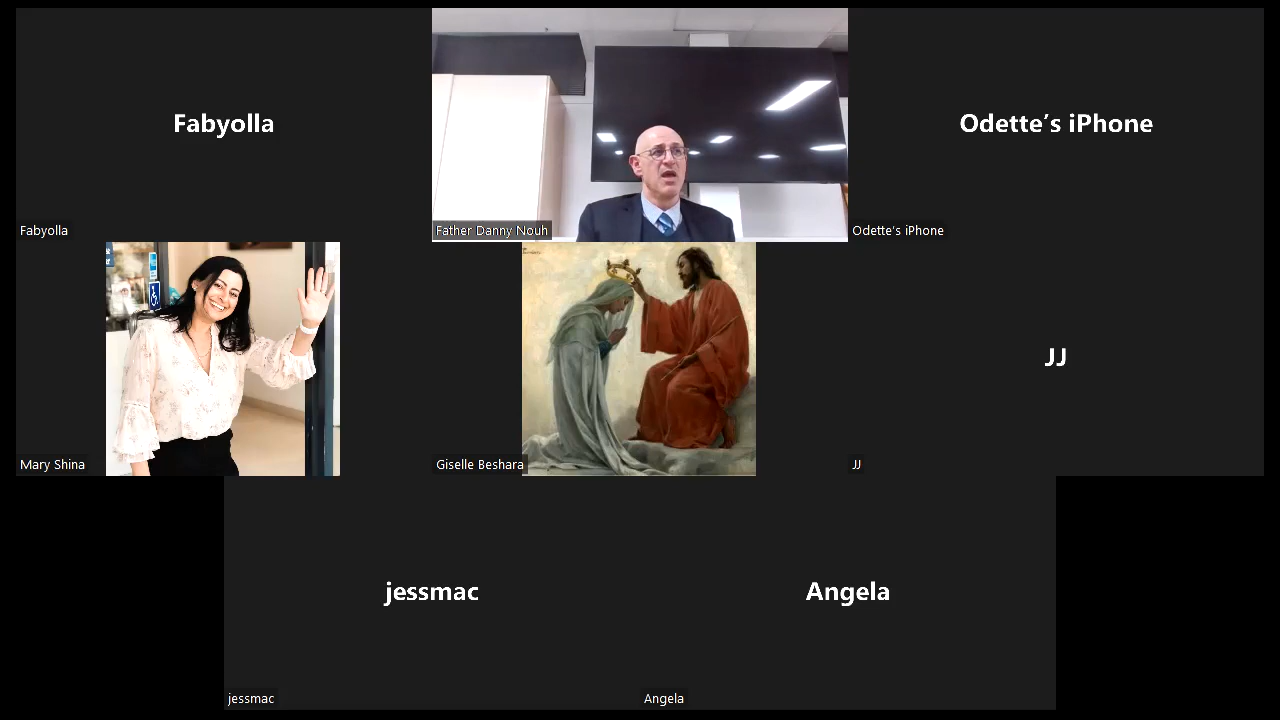 Fabyolla
Fabyolla
Father Danny Nouh
Odette's iPhone
Odette's iPhone
Mary Shina
Giselle Beshara
JJ
JJ
jessmac
jessmac
Angela
Angela